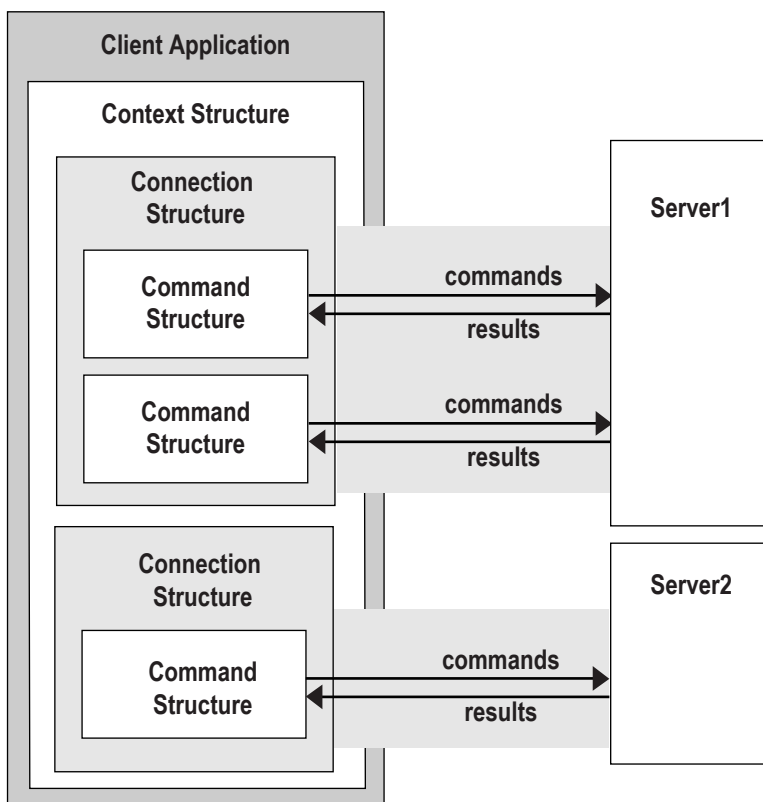 Client Application
Context Structure
Connection
Structure
Command
Structure
commands
results
Command
Structure
commands
results
Server1
Connection
Structure
Command
Structure
commands
results
Server2